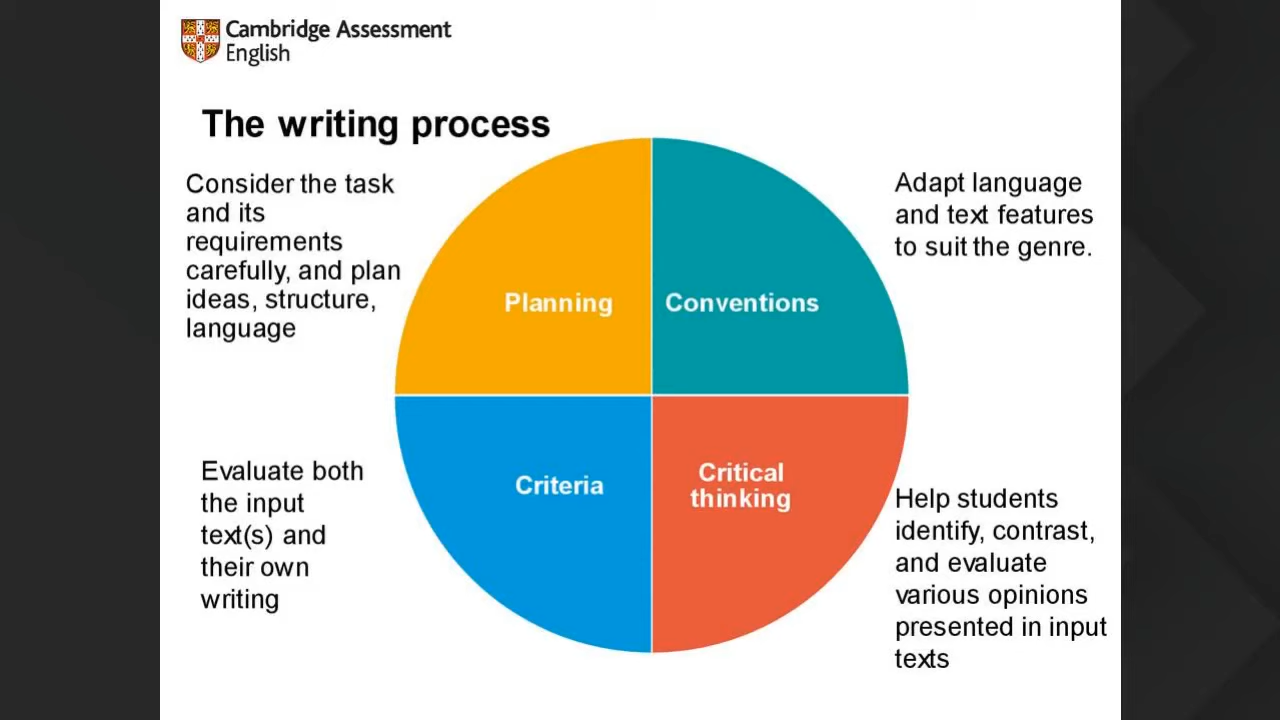 Cambridge Assessment
English
The writing process
Consider the task
and its
requirements
carefully, and plan
ideas, structure,
language
Planning
Conventions
Adapt language
and text features
to suit the genre.
Evaluate both
the input
text(s) and
their own
writing
Criteria
Critical
thinking
Help students
identify, contrast,
and evaluate
various opinions
presented in input
texts